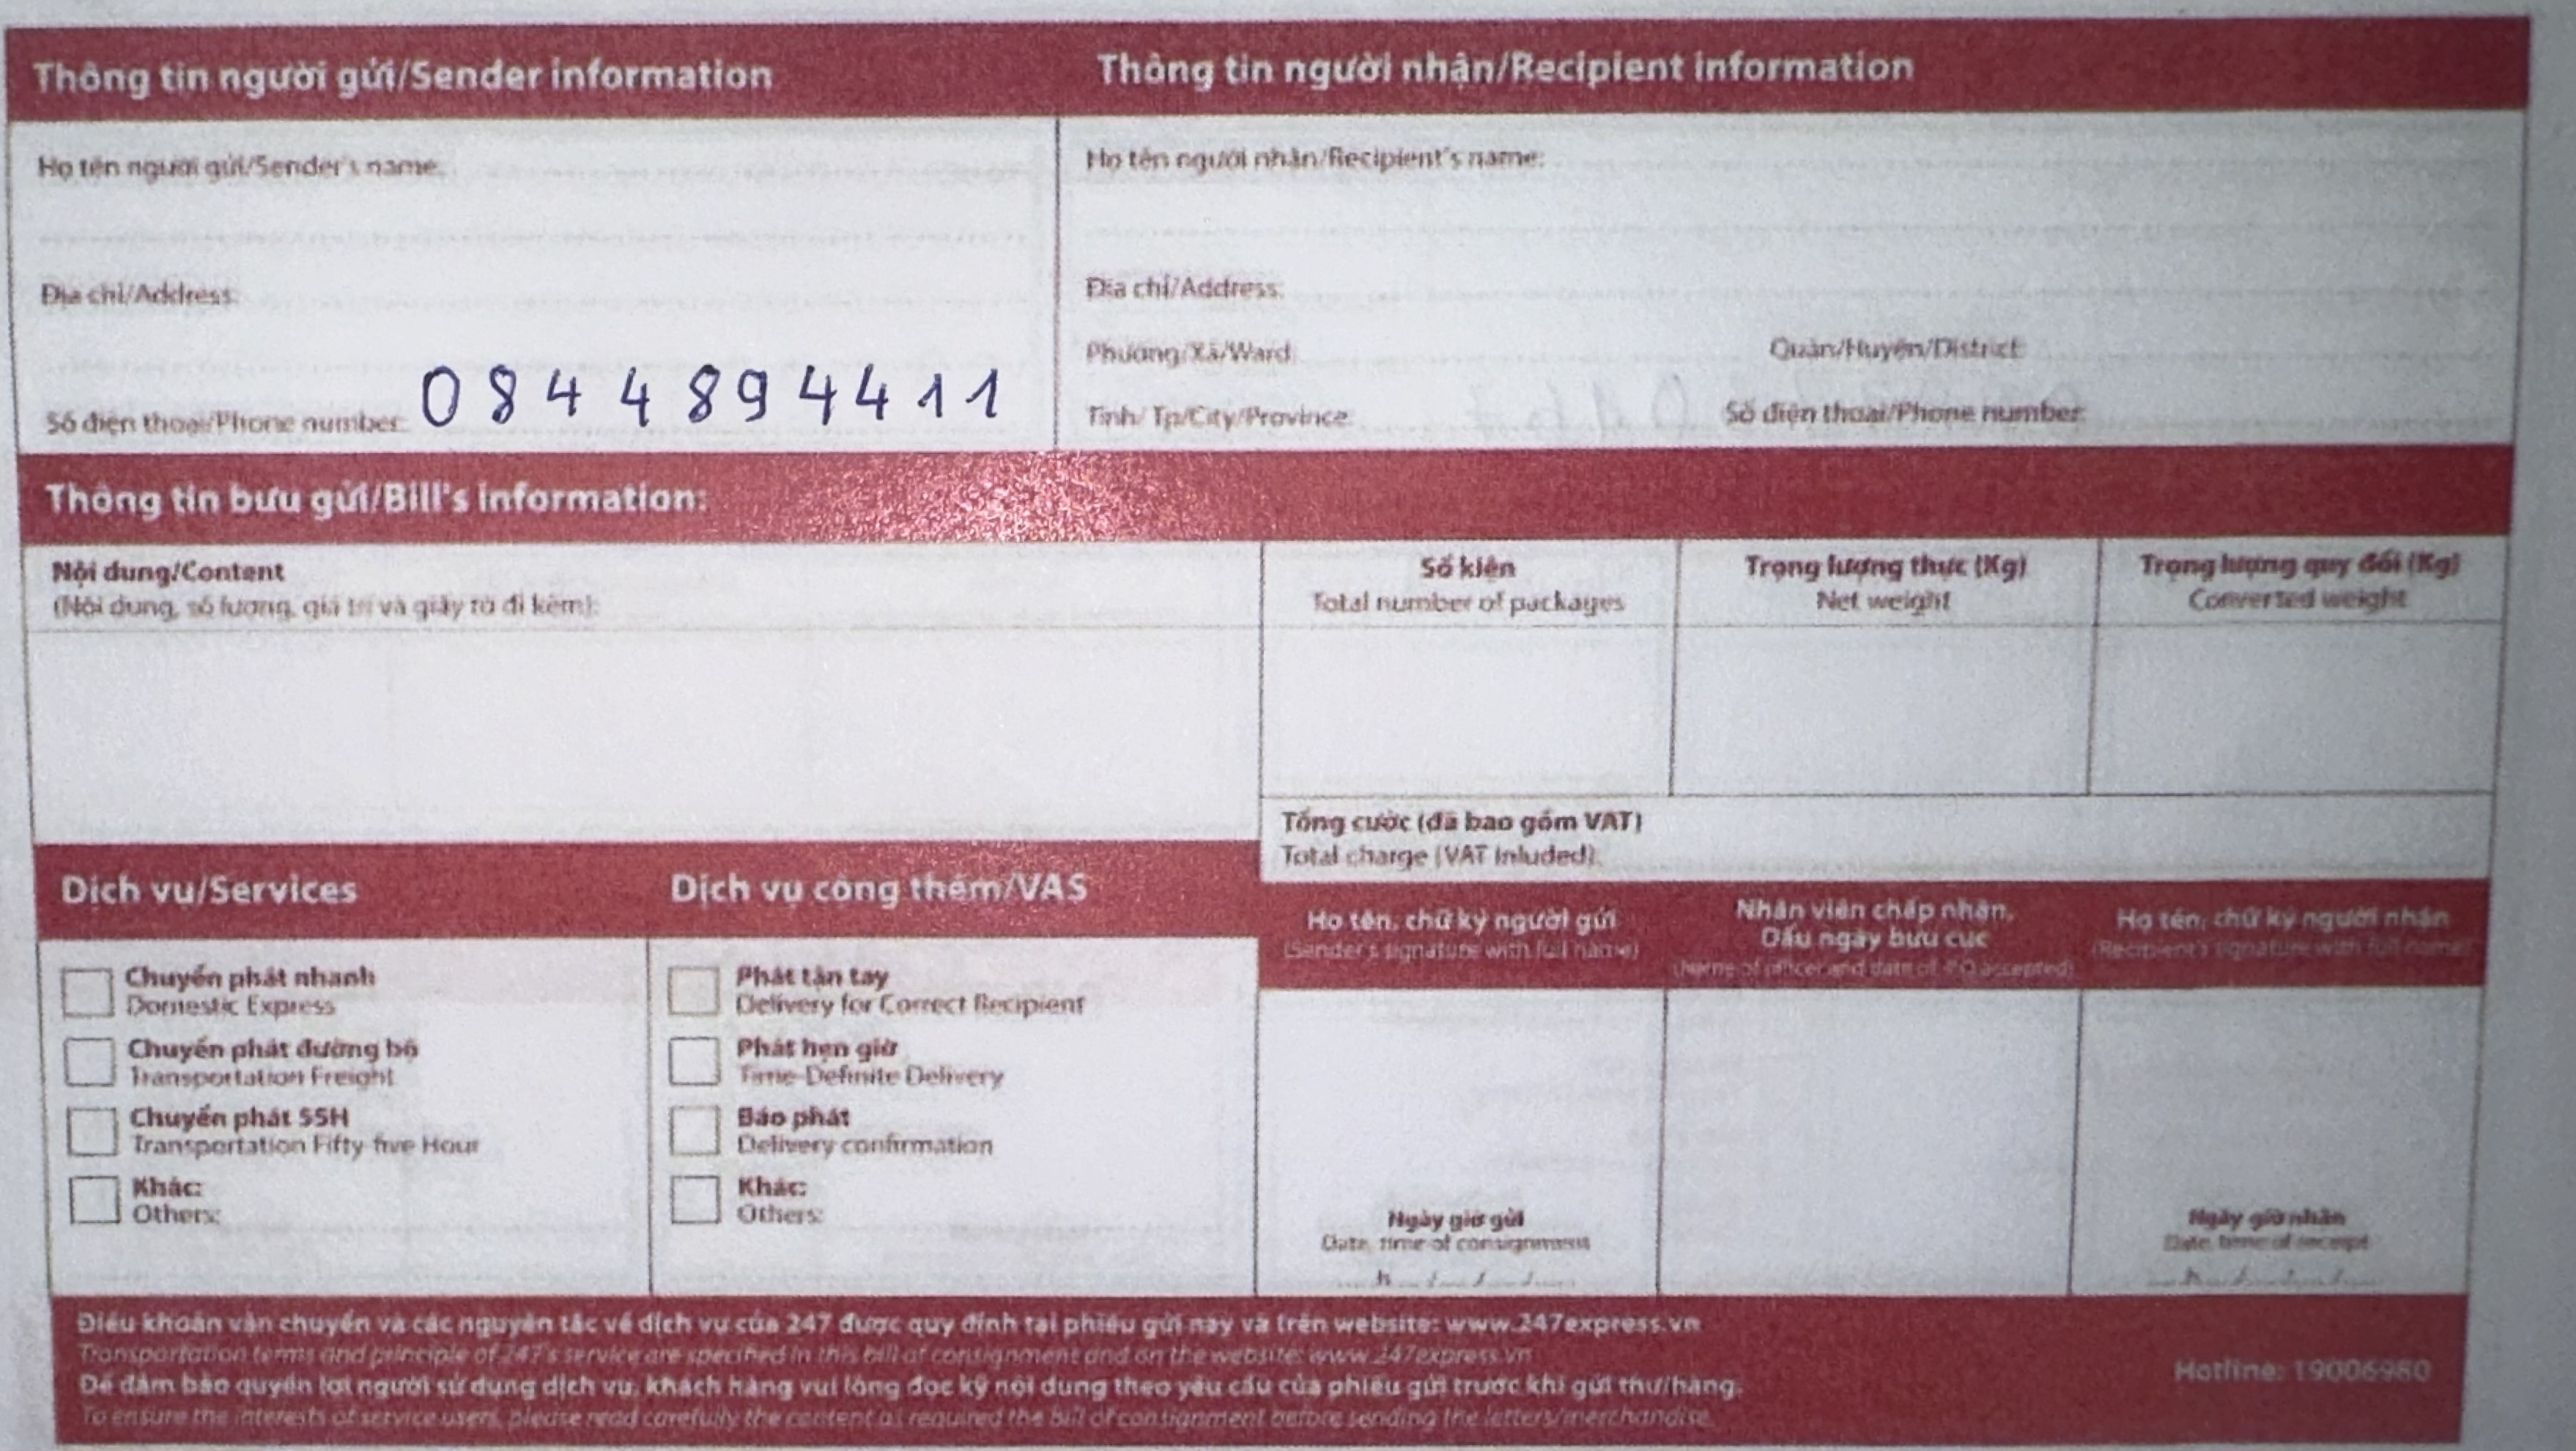 Thông tin người gửi/Sender information
Thông tin người nhận/Recipient information
Họ tên người gửi/Sender's name:
Địa chỉ/Address:
Số điện thoại/Phone number: 0844894411
Họ tên người nhận/Recipient's name:
Địa chỉ/Address:
Phường/Xã/Ward: Quận/Huyện/District:
Tỉnh/ Tp/City/Province: Số điện thoại/Phone number:
Thông tin bưu gửi/Bill's information:
Nội dung/Content
(Nội dung, số lượng, giá trị và giấy tờ đi kèm):
Số kiện
Total number of packages
Trọng lượng thực (Kg)
Net weight
Trọng lượng quy đổi (Kg)
Converted weight
Tổng cước (đã bao gồm VAT)
Total charge (VAT inluded):
Dịch vụ/Services
Chuyển phát nhanh
Domestic Express
Chuyển phát đường bộ
Transportation Freight
Chuyển phát 55H
Transportation Fifty five Hour
Khác:
Others:
Dịch vụ cộng thêm/VAS
Phát tận tay
Delivery for Correct Recipient
Phát hẹn giờ
Time-Definite Delivery
Báo phát
Delivery confirmation
Khác:
Others:
Họ tên, chữ ký người gửi
(Sender's signature with full name)
Ngày giờ gửi
Date, time of consignment
h / / /
Nhân viên chấp nhận,
Dấu ngày bưu cục
(Name of officer and date of PO accepted)
Họ tên, chữ ký người nhận
(Recipient's signature with full name)
Ngày giờ nhận
Date, time of receipt
h / / /
Điều khoản vận chuyển và các nguyên tắc về dịch vụ của 247 được quy định tại phiếu gửi này và trên website: www.247express.vn
Transportation terms and principle of 247's service are specified in this bill of consignment and on the website: www.247express.vn
Để đảm bảo quyền lợi người sử dụng dịch vụ, khách hàng vui lòng đọc kỹ nội dung theo yêu cầu của phiếu gửi trước khi gửi thư/hàng.
To ensure the interests of service users, please read carefully the content as required the bill of consignment before sending the letters/merchandise.
Hotline: 19006980